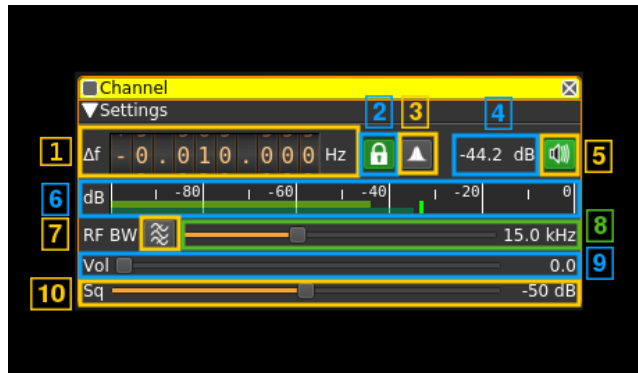 Channel
2 3 4
▼Settings
1 Δf -0.010.000 Hz -44.2 dB 5
6 dB -80 -60 -40 -20 0
7 RF BW 15.0 kHz 8
Vol 0.0 9
10 Sq -50 dB